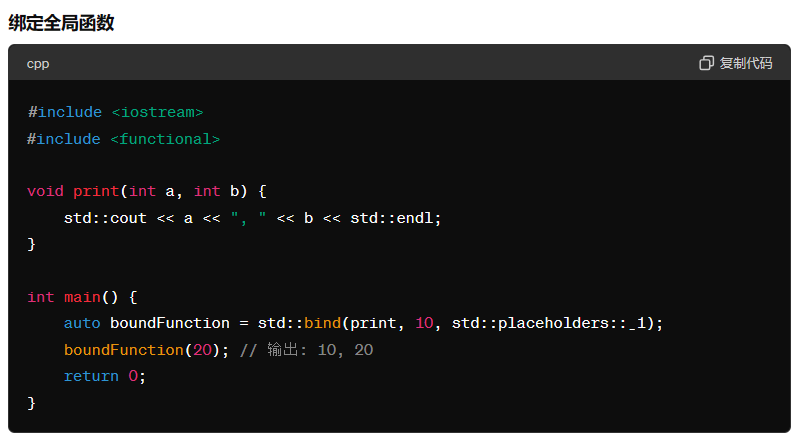 绑定全局函数
cpp
复制代码
#include <iostream>
#include <functional>
void print(int a, int b) {
    std::cout << a << ", " << b << std::endl;
}
int main() {
    auto boundFunction = std::bind(print, 10, std::placeholders::_1);
    boundFunction(20); // 输出: 10, 20
    return 0;
}